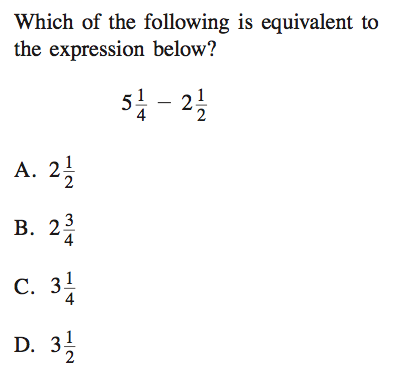 Which of the following is equivalent to
the expression below?
5 1/4 − 2 1/2
A. 2 1/2
B. 2 3/4
C. 3 1/4
D. 3 1/2